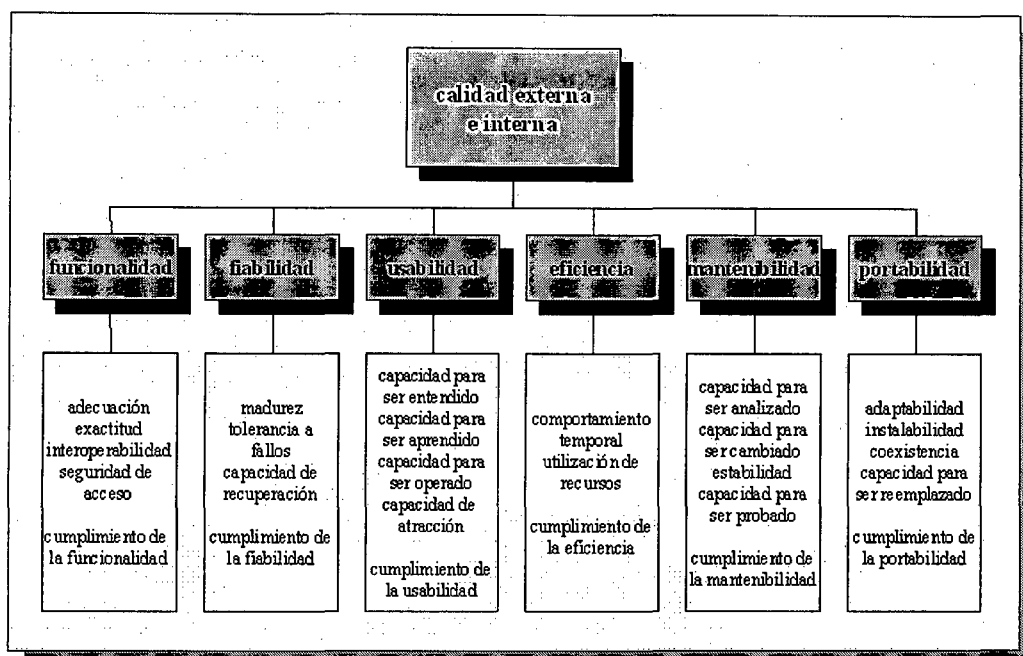 calidad externa
e interna
funcionalidad
fiabilidad
usabilidad
eficiencia
mantenibilidad
portabilidad
adecuación
exactitud
interoperabilidad
seguridad de
acceso
cumplimiento de
la funcionalidad
madurez
tolerancia a
fallos
capacidad de
recuperación
cumplimiento de
la fiabilidad
capacidad para
ser entendido
capacidad para
ser aprendido
capacidad para
ser operado
capacidad de
atracción
cumplimiento de
la usabilidad
comportamiento
temporal
utilización de
recursos
cumplimiento de
la eficiencia
capacidad para
ser analizado
capacidad para
ser cambiado
estabilidad
capacidad para
ser probado
cumplimiento de
la mantenibilidad
adaptabilidad
instalabilidad
coexistencia
capacidad para
ser reemplazado
cumplimiento de
la portabilidad